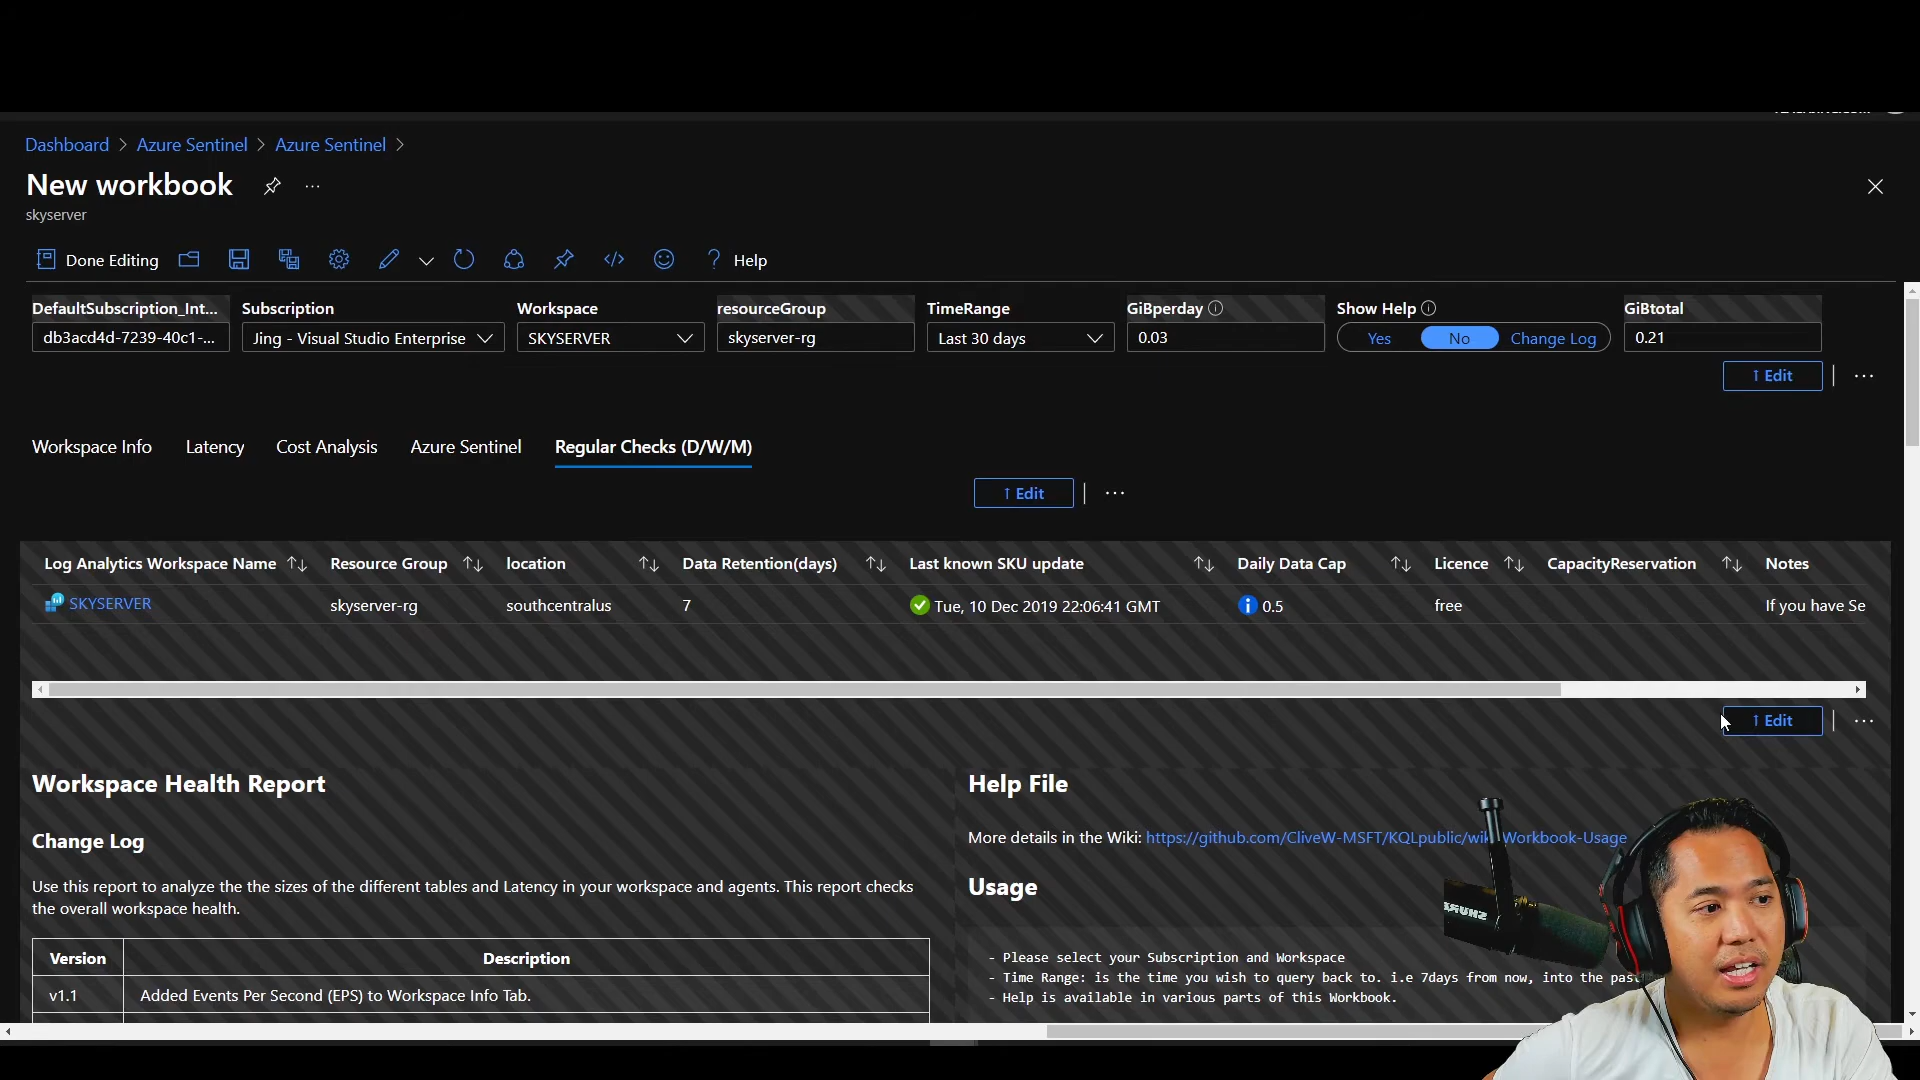 Dashboard > Azure Sentinel > Azure Sentinel >
New workbook
skyserver
Done Editing
Help
DefaultSubscription_Int... Subscription Workspace resourceGroup TimeRange GiBperday Show Help GiBtotal
db3acd4d-7239-40c1-... Jing - Visual Studio Enterprise SKYSERVER skyserver-rg Last 30 days 0.03 Yes No Change Log 0.21
↑ Edit | ...
Workspace Info Latency Cost Analysis Azure Sentinel Regular Checks (D/W/M)
↑ Edit | ...
Log Analytics Workspace Name Resource Group location Data Retention(days) Last known SKU update Daily Data Cap Licence CapacityReservation Notes
SKYSERVER skyserver-rg southcentralus 7 Tue, 10 Dec 2019 22:06:41 GMT 0.5 free If you have Se
↑ Edit | ...
Workspace Health Report
Change Log
Use this report to analyze the the sizes of the different tables and Latency in your workspace and agents. This report checks
the overall workspace health.
Version Description
v1.1 Added Events Per Second (EPS) to Workspace Info Tab.
Help File
More details in the Wiki: https://github.com/CliveW-MSFT/KQLpublic/wik Workbook-Usage
Usage
- Please select your Subscription and Workspace
- Time Range: is the time you wish to query back to. i.e 7days from now, into the past
- Help is available in various parts of this Workbook.
SHURE